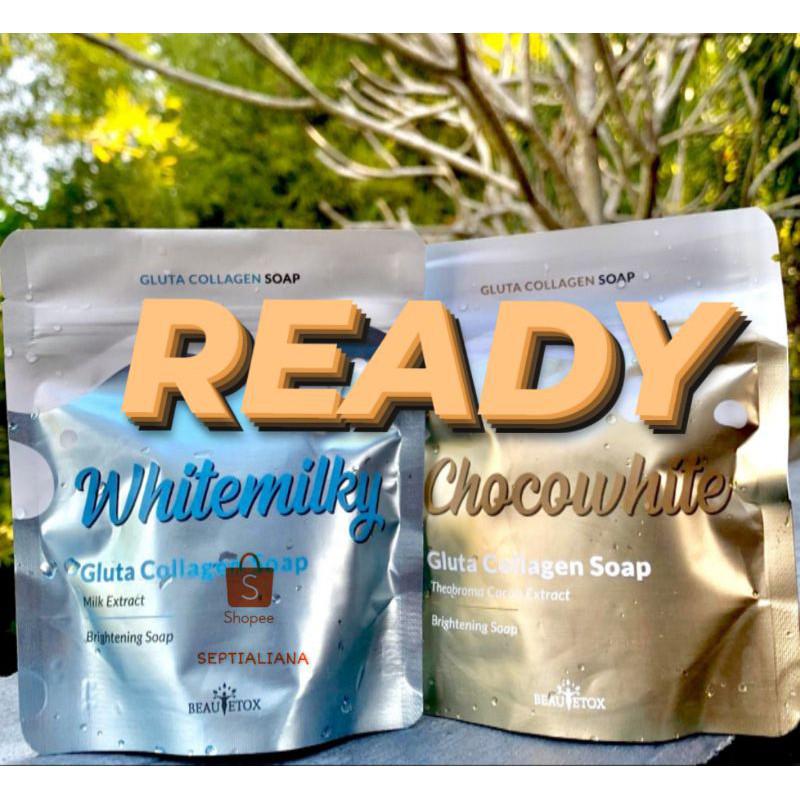 GLUTA COLLAGEN SOAP
GLUTA COLLAGEN SOAP
READY
Whitemilky
Chocowhite
Gluta Collagen Soap
Milk Extract
Brightening Soap
Gluta Collagen Soap
Theobroma Cacao Extract
Brightening Soap
S
Shopee
SEPTIALIANA
BEAUTETOX
BEAUTETOX